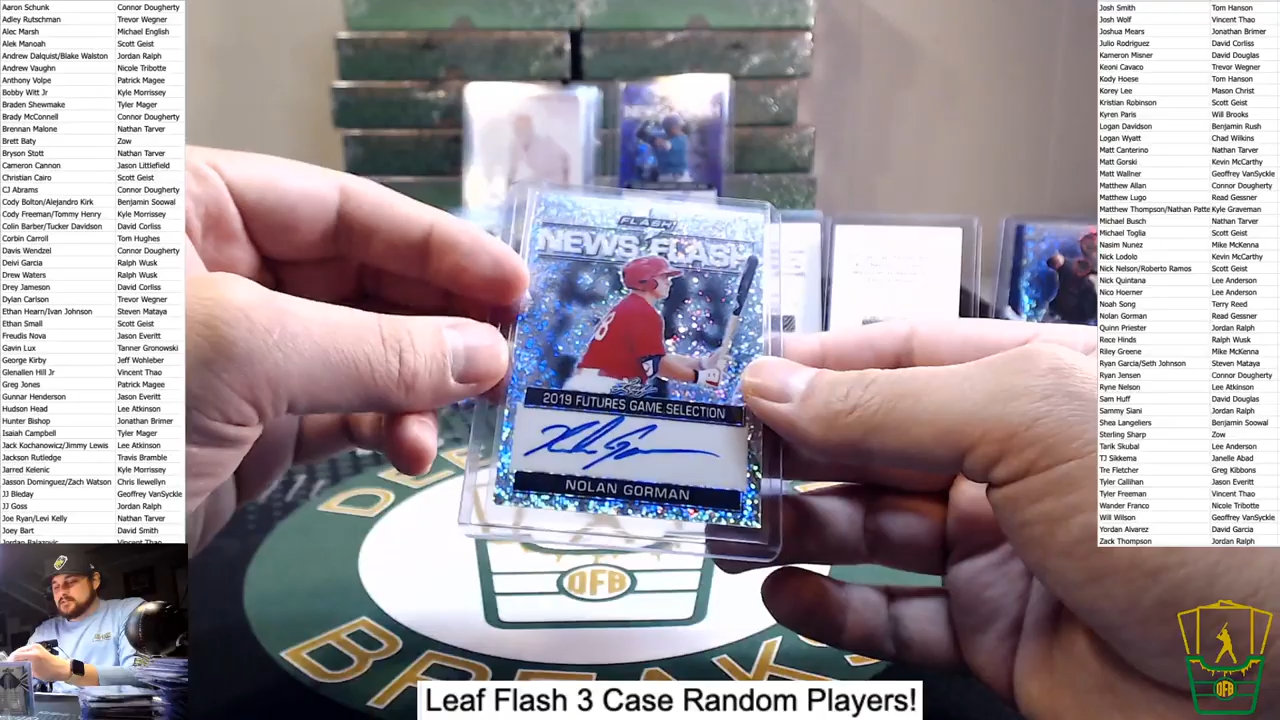 Aaron Schunk Connor Dougherty
Adley Rutschman Trevor Wegner
Alec Marsh Michael English
Alek Manoah Scott Geist
Andrew Dalquist/Blake Walston Jordan Ralph
Andrew Vaughn Nicole Tribotte
Anthony Volpe Patrick Magee
Bobby Witt Jr Kyle Morrissey
Braden Shewmake Tyler Mager
Brady McConnell Connor Dougherty
Brennan Malone Nathan Tarver
Brett Baty Zow
Bryson Stott Nathan Tarver
Cameron Cannon Jason Littlefield
Christian Cairo Scott Geist
CJ Abrams Connor Dougherty
Cody Bolton/Alejandro Kirk Benjamin Soowal
Cody Freeman/Tommy Henry Kyle Morrissey
Colin Barber/Tucker Davidson David Corliss
Corbin Carroll Tom Hughes
Davis Wendzel Connor Dougherty
Deivi Garcia Ralph Wusk
Drew Waters Ralph Wusk
Drey Jameson David Corliss
Dylan Carlson Trevor Wegner
Ethan Hearn/Ivan Johnson Steven Mataya
Ethan Small Scott Geist
Freudis Nova Jason Everitt
Gavin Lux Tanner Gronowski
George Kirby Jeff Wohleber
Glenallen Hill Jr Vincent Thao
Greg Jones Patrick Magee
Gunnar Henderson Jason Everitt
Hudson Head Lee Atkinson
Hunter Bishop Jonathan Brimer
Isaiah Campbell Tyler Mager
Jack Kochanowicz/Jimmy Lewis Lee Atkinson
Jackson Rutledge Travis Bramble
Jarred Kelenic Kyle Morrissey
Jasson Dominguez/Zach Watson Chris llewellyn
JJ Bleday Geoffrey VanSyckle
JJ Goss Jordan Ralph
Joe Ryan/Levi Kelly Nathan Tarver
Joey Bart David Smith
Jordan Balazovic Vincent Thao
FLASH
NEWS FLASH
8
Leaf
2019 FUTURES GAME SELECTION
NOLAN GORMAN
OFB
BREAKS
Leaf Flash 3 Case Random Players!
Josh Smith Tom Hanson
Josh Wolf Vincent Thao
Joshua Mears Jonathan Brimer
Julio Rodriguez David Corliss
Kameron Misner David Douglas
Keoni Cavaco Trevor Wegner
Kody Hoese Tom Hanson
Korey Lee Mason Christ
Kristian Robinson Scott Geist
Kyren Paris Will Brooks
Logan Davidson Benjamin Rush
Logan Wyatt Chad Wilkins
Matt Canterino Nathan Tarver
Matt Gorski Kevin McCarthy
Matt Wallner Geoffrey VanSyckle
Matthew Allan Connor Dougherty
Matthew Lugo Read Gessner
Matthew Thompson/Nathan Patte Kyle Graveman
Michael Busch Nathan Tarver
Michael Toglia Scott Geist
Nasim Nunez Mike McKenna
Nick Lodolo Kevin McCarthy
Nick Nelson/Roberto Ramos Scott Geist
Nick Quintana Lee Anderson
Nico Hoerner Lee Anderson
Noah Song Terry Reed
Nolan Gorman Read Gessner
Quinn Priester Jordan Ralph
Rece Hinds Ralph Wusk
Riley Greene Mike McKenna
Ryan Garcia/Seth Johnson Steven Mataya
Ryan Jensen Connor Dougherty
Ryne Nelson Lee Atkinson
Sam Huff David Douglas
Sammy Siani Jordan Ralph
Shea Langeliers Benjamin Soowal
Sterling Sharp Zow
Tarik Skubal Lee Anderson
TJ Sikkema Janelle Abad
Tre Fletcher Greg Kibbons
Tyler Callihan Jason Everitt
Tyler Freeman Vincent Thao
Wander Franco Nicole Tribotte
Will Wilson Geoffrey VanSyckle
Yordan Alvarez David Garcia
Zack Thompson Jordan Ralph
OFB